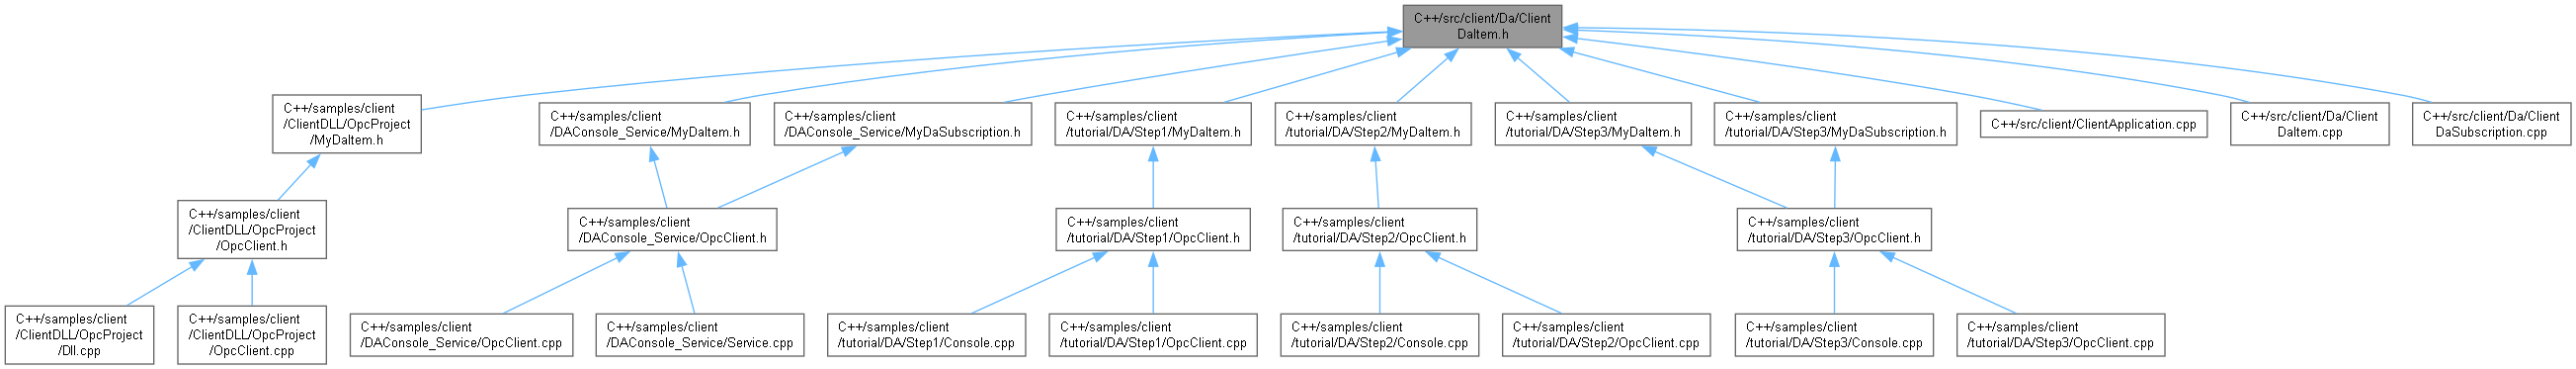 C++/src/client/Da/Client
DaItem.h
C++/samples/client
/ClientDLL/OpcProject
/MyDaItem.h
C++/samples/client
/DAConsole_Service/MyDaItem.h
C++/samples/client
/DAConsole_Service/MyDaSubscription.h
C++/samples/client
/tutorial/DA/Step1/MyDaItem.h
C++/samples/client
/tutorial/DA/Step2/MyDaItem.h
C++/samples/client
/tutorial/DA/Step3/MyDaItem.h
C++/samples/client
/tutorial/DA/Step3/MyDaSubscription.h
C++/src/client/ClientApplication.cpp
C++/src/client/Da/Client
DaItem.cpp
C++/src/client/Da/Client
DaSubscription.cpp
C++/samples/client
/ClientDLL/OpcProject
/OpcClient.h
C++/samples/client
/DAConsole_Service/OpcClient.h
C++/samples/client
/tutorial/DA/Step1/OpcClient.h
C++/samples/client
/tutorial/DA/Step2/OpcClient.h
C++/samples/client
/tutorial/DA/Step3/OpcClient.h
C++/samples/client
/ClientDLL/OpcProject
/Dll.cpp
C++/samples/client
/ClientDLL/OpcProject
/OpcClient.cpp
C++/samples/client
/DAConsole_Service/OpcClient.cpp
C++/samples/client
/DAConsole_Service/Service.cpp
C++/samples/client
/tutorial/DA/Step1/Console.cpp
C++/samples/client
/tutorial/DA/Step1/OpcClient.cpp
C++/samples/client
/tutorial/DA/Step2/Console.cpp
C++/samples/client
/tutorial/DA/Step2/OpcClient.cpp
C++/samples/client
/tutorial/DA/Step3/Console.cpp
C++/samples/client
/tutorial/DA/Step3/OpcClient.cpp